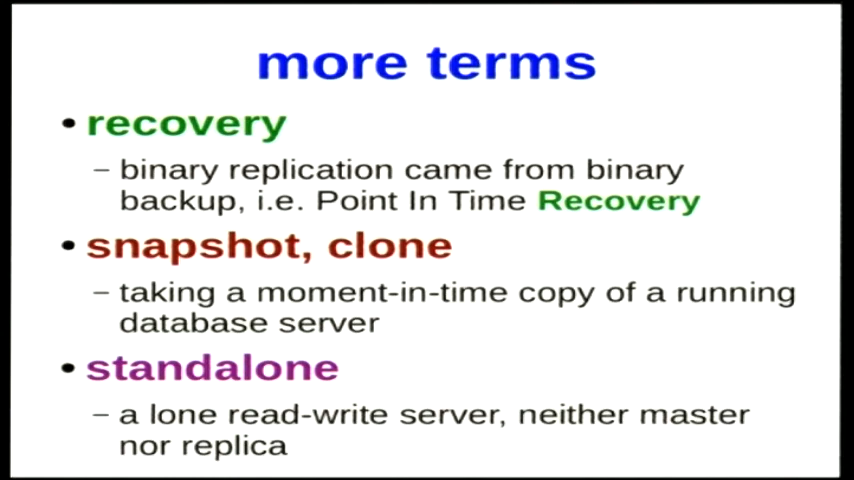 more terms
• recovery
– binary replication came from binary
backup, i.e. Point In Time Recovery
• snapshot, clone
– taking a moment-in-time copy of a running
database server
• standalone
– a lone read-write server, neither master
nor replica